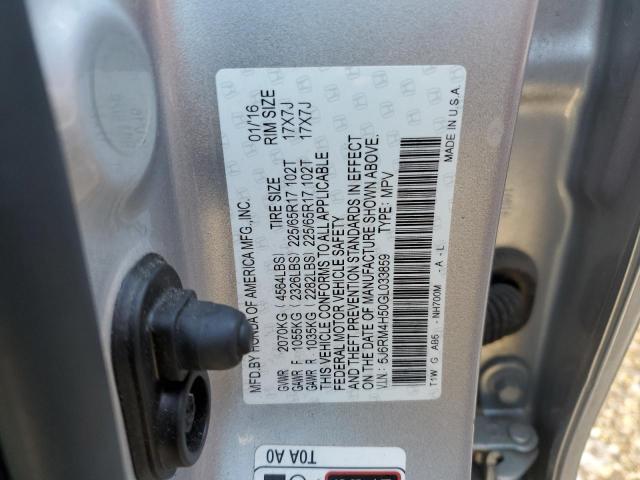 MFD.BY HONDA OF AMERICA MFG.,INC. 01/16
TIRE SIZE RIM SIZE
GVWR 2070KG ( 4564LBS)
GAWR F 1055KG ( 2326LBS) 225/65R17 102T 17X7J
GAWR R 1035KG ( 2282LBS) 225/65R17 102T 17X7J
THIS VEHICLE CONFORMS TO ALL APPLICABLE
FEDERAL MOTOR VEHICLE SAFETY
AND THEFT PREVENTION STANDARDS IN EFFECT
ON THE DATE OF MANUFACTURE SHOWN ABOVE.
V.I.N.: 5J6RM4H50GL033859 TYPE: MPV
T1W G A86 - NH700M - A - L MADE IN U.S.A.
T0A A0